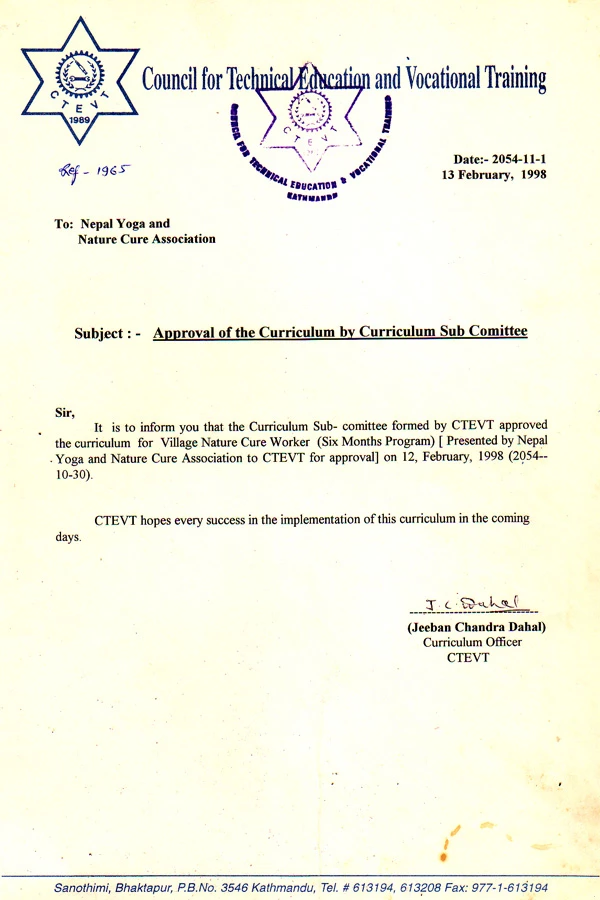 Council for Technical Education and Vocational Training
CTEVT
1989
COUNCIL FOR TECHNICAL EDUCATION & VOCATIONAL TRAINING
KATHMANDU
CTEVT
Ref - 1965
Date:- 2054-11-1
13 February, 1998
To: Nepal Yoga and
Nature Cure Association
Subject : - Approval of the Curriculum by Curriculum Sub Comittee
Sir,
It is to inform you that the Curriculum Sub- comittee formed by CTEVT approved
the curriculum for Village Nature Cure Worker (Six Months Program) [ Presented by Nepal
Yoga and Nature Cure Association to CTEVT for approval] on 12, February, 1998 (2054--
10-30).
CTEVT hopes every success in the implementation of this curriculum in the coming
days.
J. C. Dahal
(Jeeban Chandra Dahal)
Curriculum Officer
CTEVT
Sanothimi, Bhaktapur, P.B.No. 3546 Kathmandu, Tel. # 613194, 613208 Fax: 977-1-613194